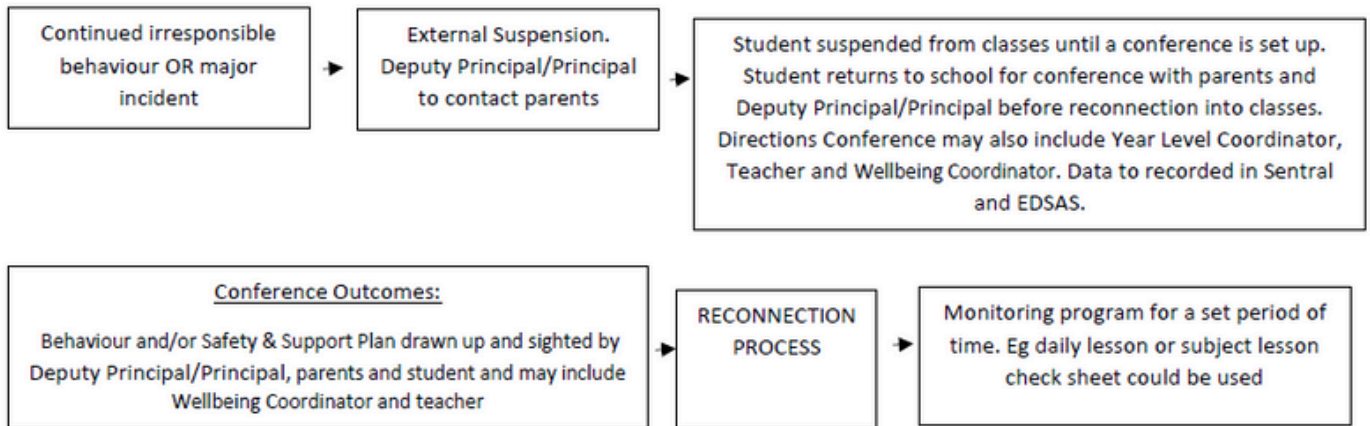 Continued irresponsible
behaviour OR major
incident
External Suspension.
Deputy Principal/Principal
to contact parents
Student suspended from classes until a conference is set up.
Student returns to school for conference with parents and
Deputy Principal/Principal before reconnection into classes.
Directions Conference may also include Year Level Coordinator,
Teacher and Wellbeing Coordinator. Data to recorded in Sentral
and EDSAS.
Conference Outcomes:
Behaviour and/or Safety & Support Plan drawn up and sighted by
Deputy Principal/Principal, parents and student and may include
Wellbeing Coordinator and teacher
RECONNECTION
PROCESS
Monitoring program for a set period of
time. Eg daily lesson or subject lesson
check sheet could be used